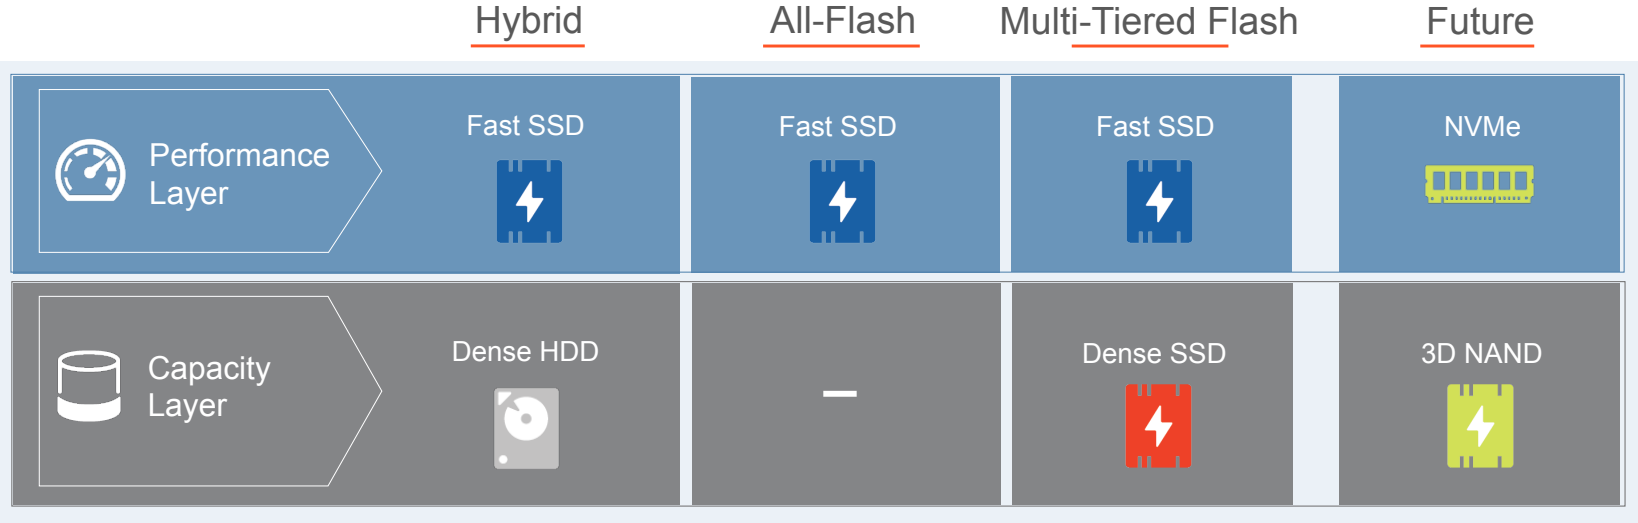 Hybrid
All-Flash
Multi-Tiered Flash
Future
Performance
Layer
Fast SSD
Fast SSD
Fast SSD
NVMe
Capacity
Layer
Dense HDD
–
Dense SSD
3D NAND